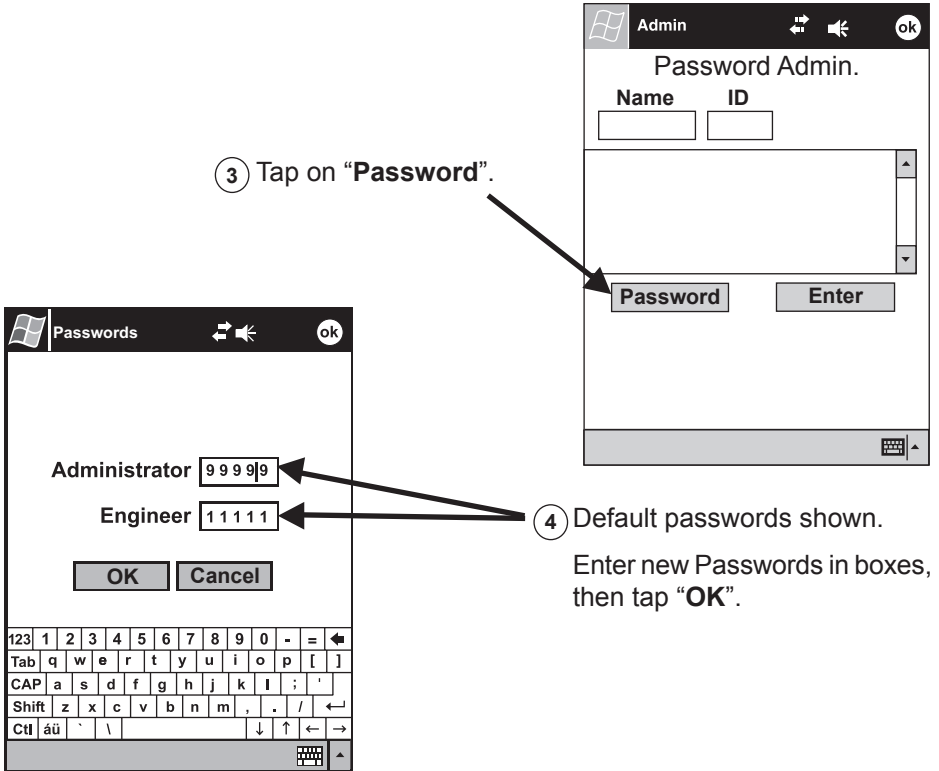 Admin
ok
Password Admin.
Name ID
3 Tap on “Password”.
Password Enter
Passwords
ok
Administrator 99999
Engineer 11111
OK Cancel
4 Default passwords shown.
Enter new Passwords in boxes,
then tap “OK”.
123 1 2 3 4 5 6 7 8 9 0 - =
Tab q w e r t y u i o p [ ]
CAP a s d f g h j k l ; '
Shift z x c v b n m , . /
Ctl áü ` \ ↓ ↑ ← →